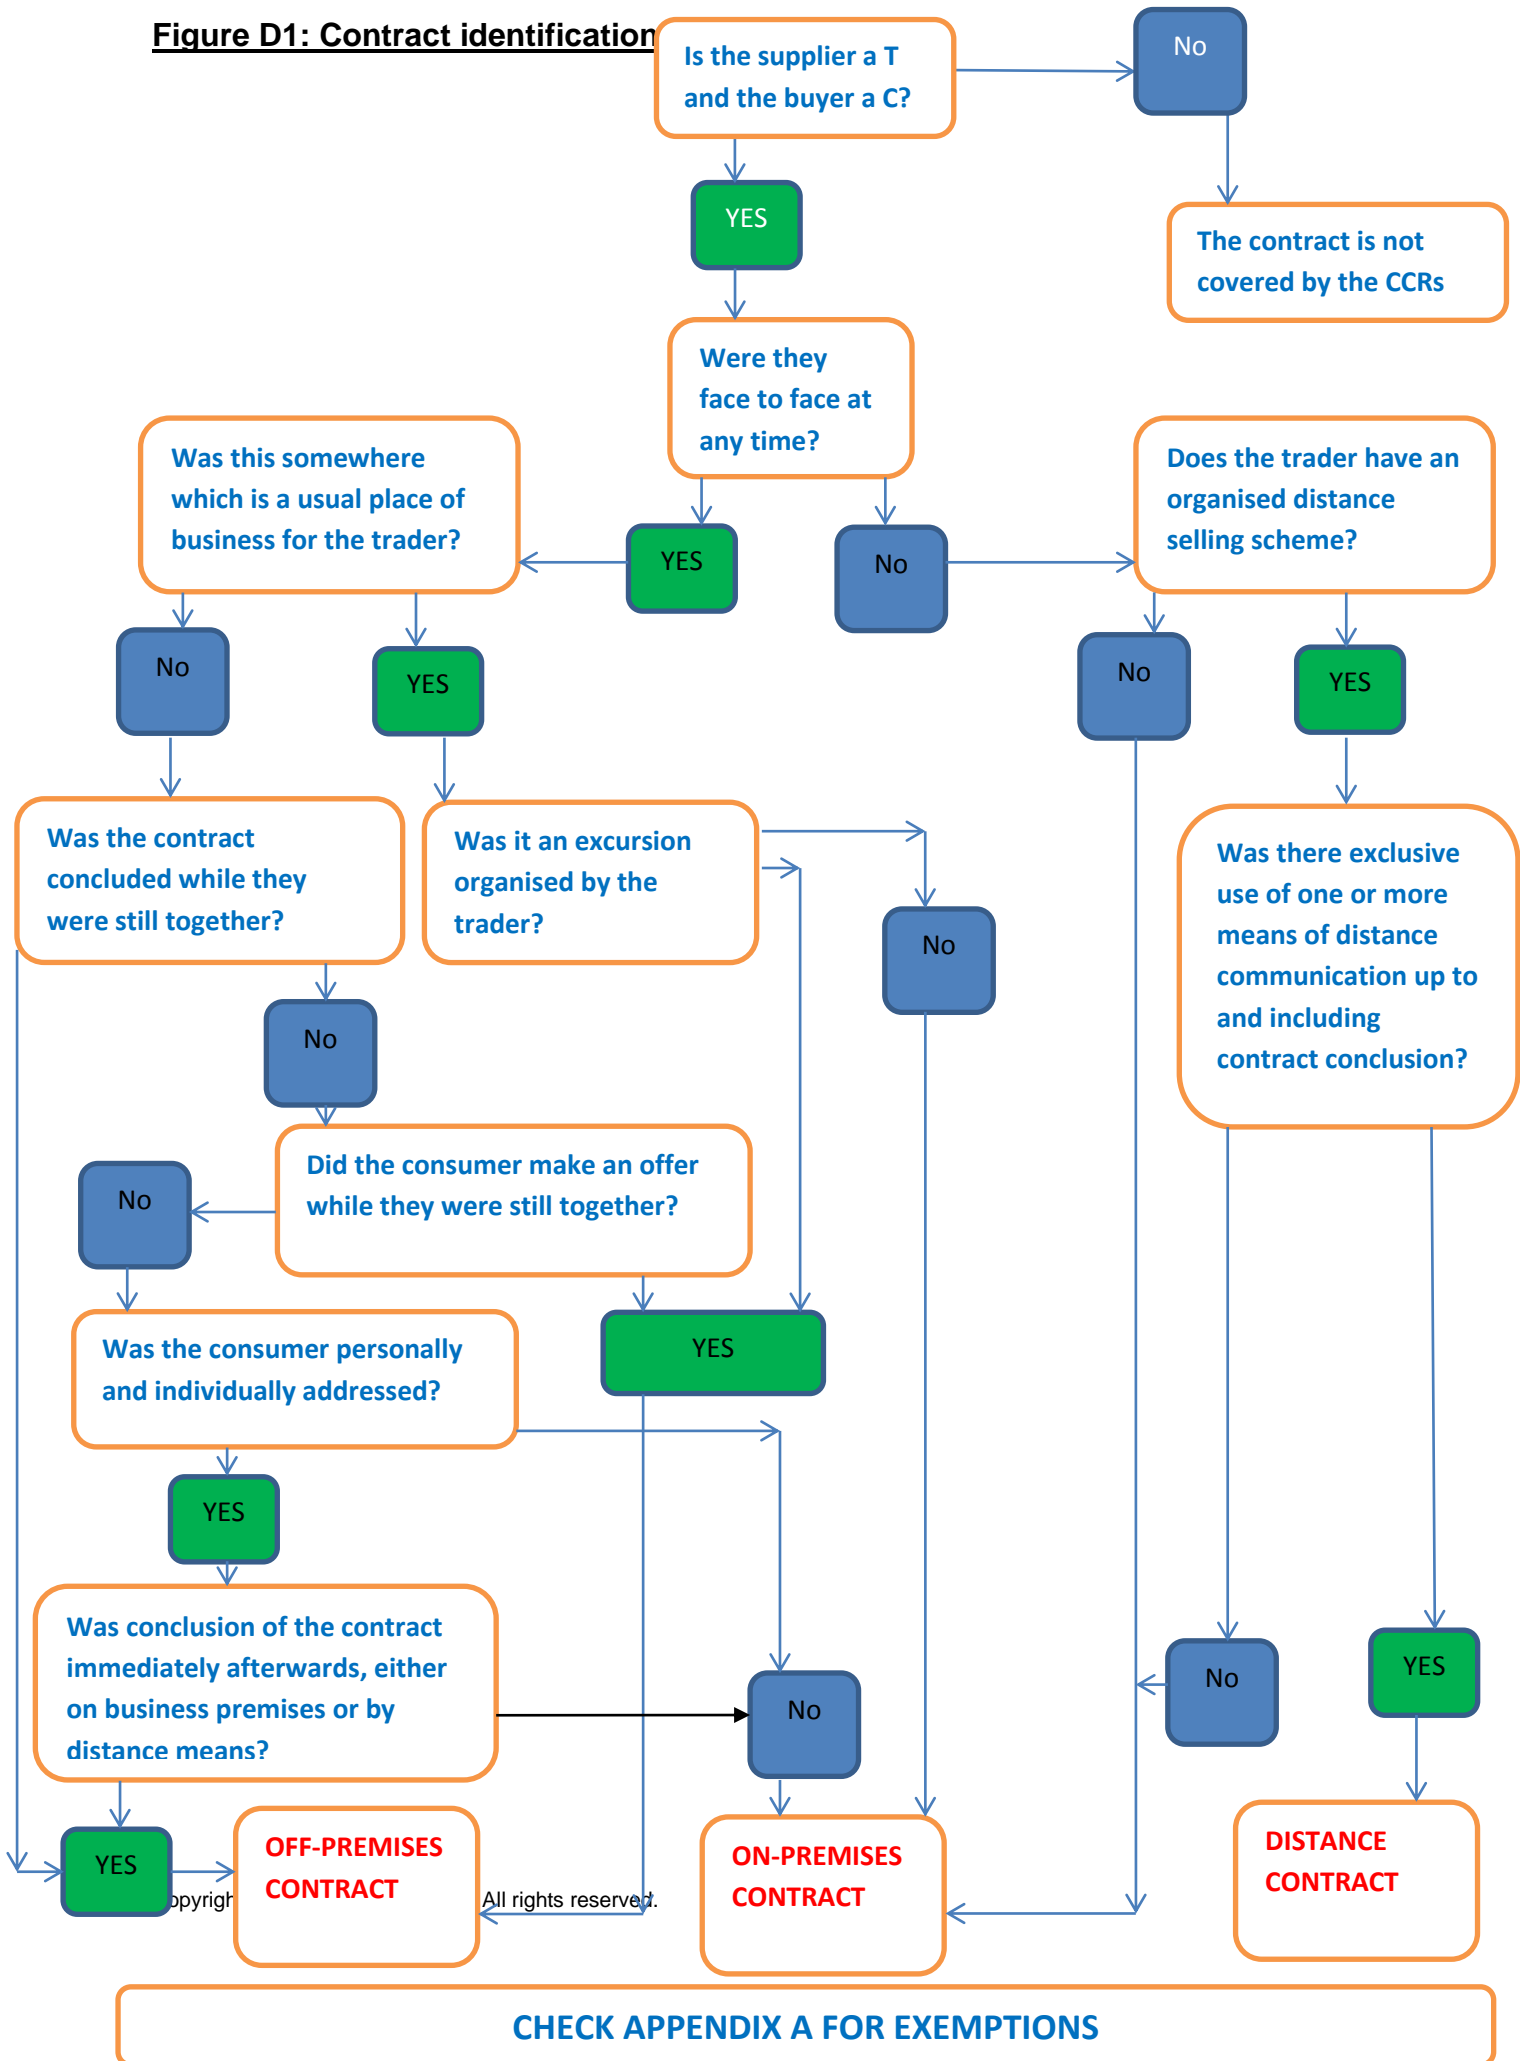 Figure D1: Contract identification
Is the supplier a T
and the buyer a C?
No
YES
The contract is not
covered by the CCRs
Were they
face to face at
any time?
Was this somewhere
which is a usual place of
business for the trader?
Does the trader have an
organised distance
selling scheme?
YES
No
No
YES
No
YES
Was the contract
concluded while they
were still together?
Was it an excursion
organised by the
trader?
Was there exclusive
use of one or more
means of distance
communication up to
and including
contract conclusion?
No
No
Did the consumer make an offer
while they were still together?
No
Was the consumer personally
and individually addressed?
YES
YES
Was conclusion of the contract
immediately afterwards, either
on business premises or by
distance means?
No
No
YES
YES
OFF-PREMISES
CONTRACT
ON-PREMISES
CONTRACT
DISTANCE
CONTRACT
opyrigh
All rights reserved.
CHECK APPENDIX A FOR EXEMPTIONS